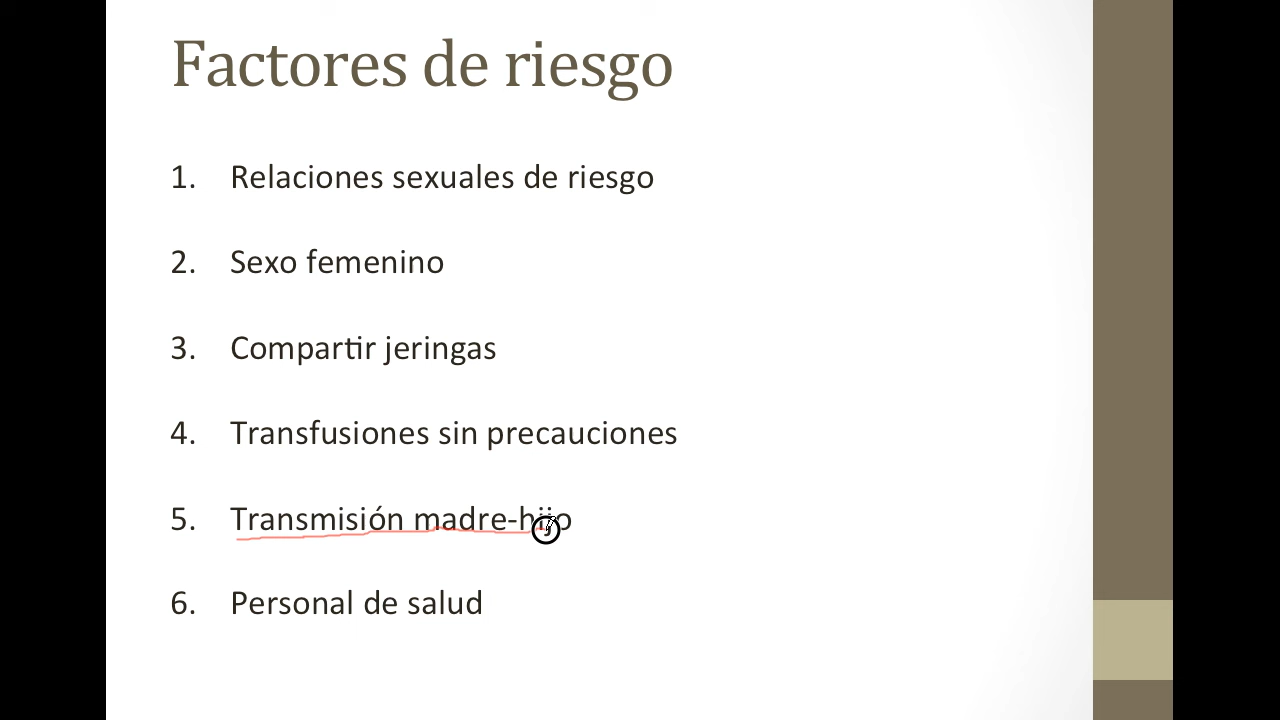 Factores de riesgo
1. Relaciones sexuales de riesgo
2. Sexo femenino
3. Compartir jeringas
4. Transfusiones sin precauciones
5. Transmisión madre-hijo
6. Personal de salud